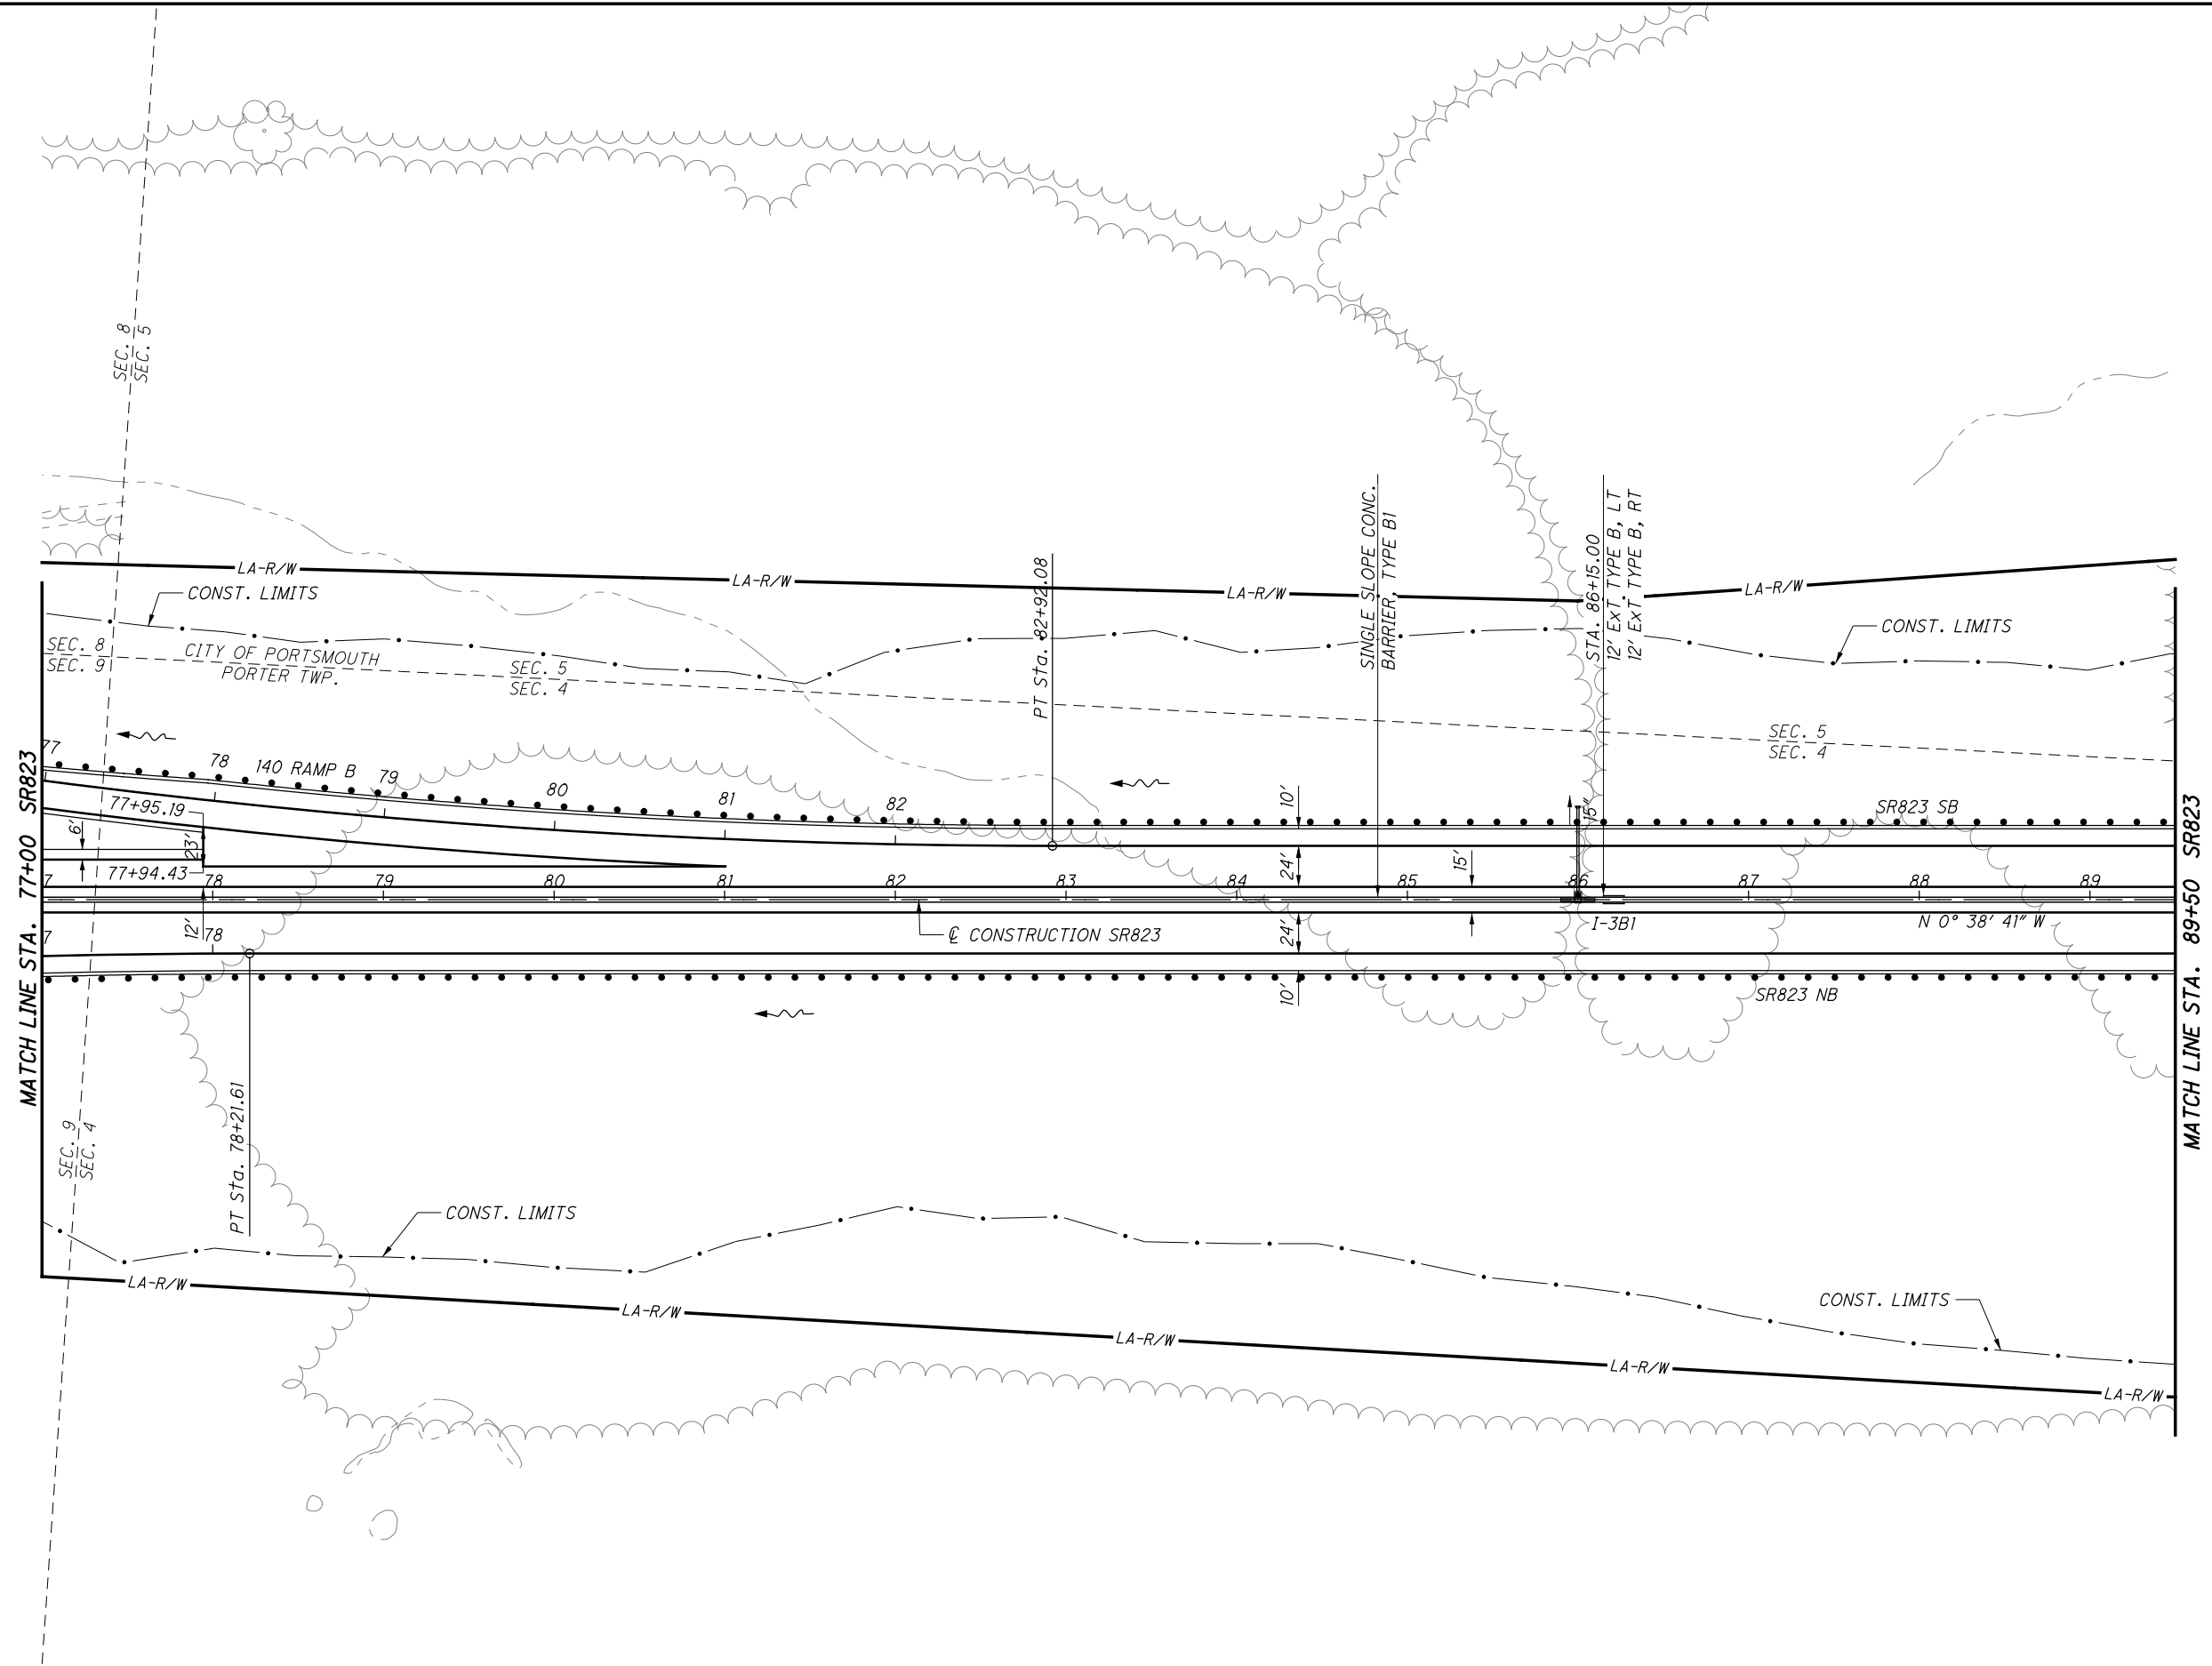 SEC. 8
SEC. 5
LA-R/W
LA-R/W
LA-R/W
LA-R/W
CONST. LIMITS
CONST. LIMITS
SEC. 8
SEC. 9
CITY OF PORTSMOUTH
PORTER TWP.
SEC. 5
SEC. 4
PT Sta. 82+92.08
SINGLE SLOPE CONC.
BARRIER, TYPE B1
STA. 86+15.00
12' ExT. TYPE B, LT
12' ExT TYPE B, RT
SEC. 5
SEC. 4
MATCH LINE STA. 77+00 SR823
77
78
140 RAMP B
79
80
81
82
77+95.19
6'
23'
77+94.43
12'
10'
24'
15'
15"
SR823 SB
7
78
79
80
81
82
83
84
85
86
87
88
89
7
78
℄ CONSTRUCTION SR823
24'
10'
I-3B1
N 0° 38' 41" W
SR823 NB
MATCH LINE STA. 89+50 SR823
SEC. 9
SEC. 4
PT Sta. 78+21.61
CONST. LIMITS
CONST. LIMITS
LA-R/W
LA-R/W
LA-R/W
LA-R/W
LA-R/W